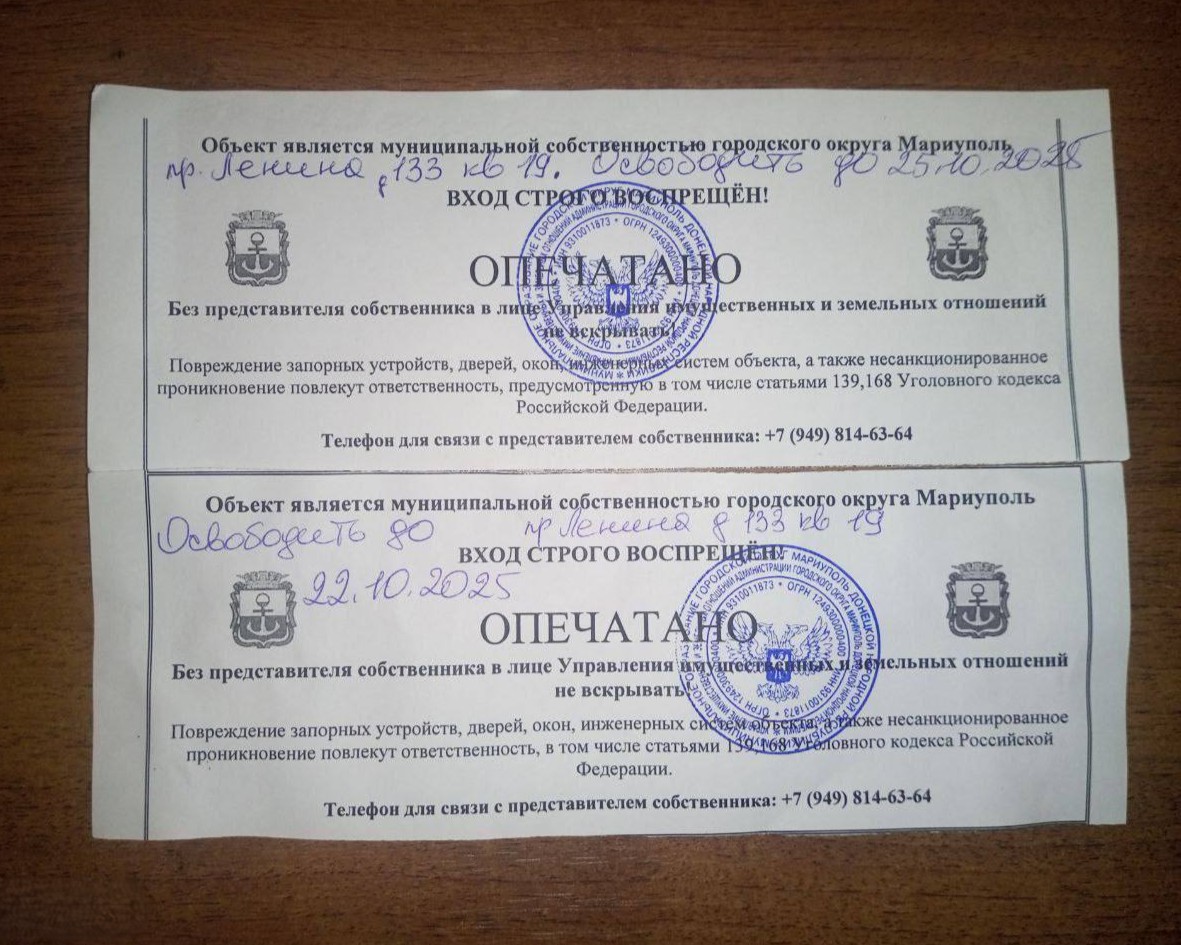 Объект является муниципальной собственностью городского округа Мариуполь
пр. Ленина д 133 кв 19. Освободить до 25.10.2025
ВХОД СТРОГО ВОСПРЕЩЁН!
ОПЕЧАТАНО
Без представителя собственника в лице Управления имущественных и земельных отношений
не вскрывать!
Повреждение запорных устройств, дверей, окон, инженерных систем объекта, а также несанкционированное
проникновение повлекут ответственность, предусмотренную в том числе статьями 139,168 Уголовного кодекса
Российской Федерации.
Телефон для связи с представителем собственника: +7 (949) 814-63-64
Объект является муниципальной собственностью городского округа Мариуполь
Освободить до пр Ленина д 133 кв 19
ВХОД СТРОГО ВОСПРЕЩЁН!
22.10.2025
ОПЕЧАТАНО
Без представителя собственника в лице Управления имущественных и земельных отношений
не вскрывать!
Повреждение запорных устройств, дверей, окон, инженерных систем объекта, а также несанкционированное
проникновение повлекут ответственность, в том числе статьями 139,168 Уголовного кодекса Российской
Федерации.
Телефон для связи с представителем собственника: +7 (949) 814-63-64